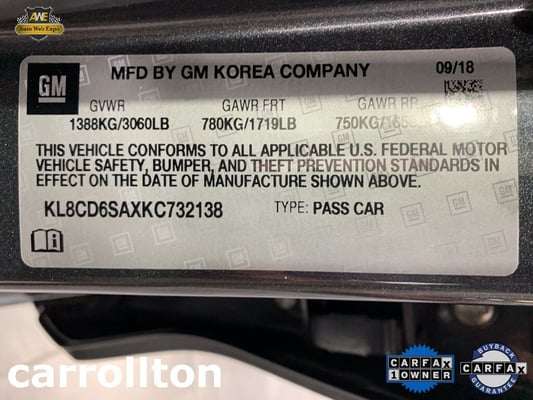 AWE
Auto Web Expo
GM
MFD BY GM KOREA COMPANY
09/18
GVWR GAWR FRT GAWR RR
1388KG/3060LB 780KG/1719LB
THIS VEHICLE CONFORMS TO ALL APPLICABLE U.S. FEDERAL MOTOR
VEHICLE SAFETY, BUMPER, AND THEFT PREVENTION STANDARDS IN
EFFECT ON THE DATE OF MANUFACTURE SHOWN ABOVE.
KL8CD6SAXKC732138 TYPE: PASS CAR
carrollton
CARFAX
1 OWNER
BUYBACK
CARFAX
GUARANTEE